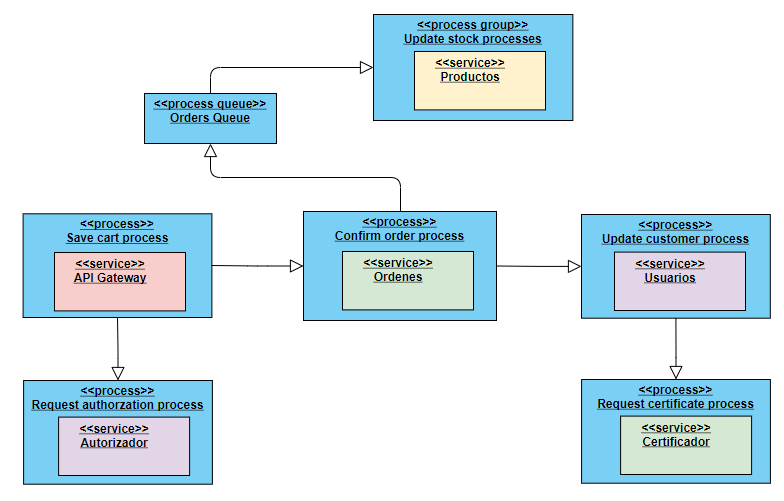 <<process group>>
Update stock processes
<<service>>
Productos
<<process queue>>
Orders Queue
<<process>>
Save cart process
<<service>>
API Gateway
<<process>>
Confirm order process
<<service>>
Ordenes
<<process>>
Update customer process
<<service>>
Usuarios
<<process>>
Request authorzation process
<<service>>
Autorizador
<<process>>
Request certificate process
<<service>>
Certificador